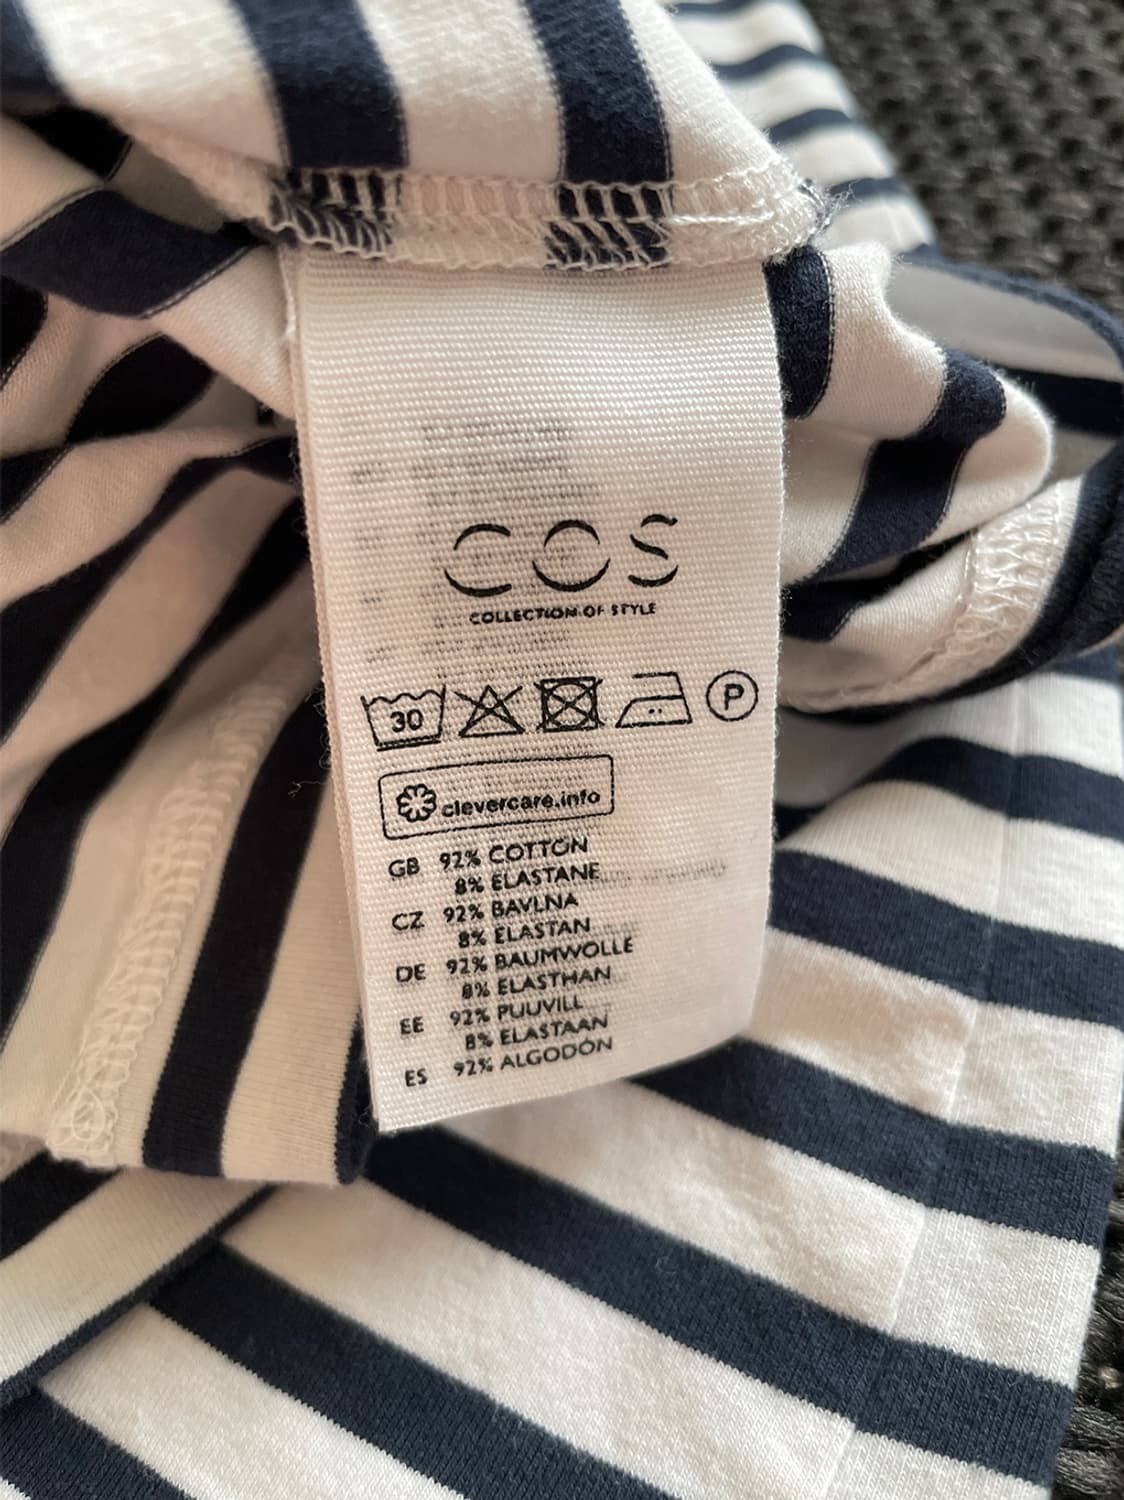 COS
COLLECTION OF STYLE
30 P
clevercare.info
GB 92% COTTON
8% ELASTANE
CZ 92% BAVLNA
8% ELASTAN
DE 92% BAUMWOLLE
8% ELASTHAN
EE 92% PUUVILL
8% ELASTAAN
ES 92% ALGODÓN